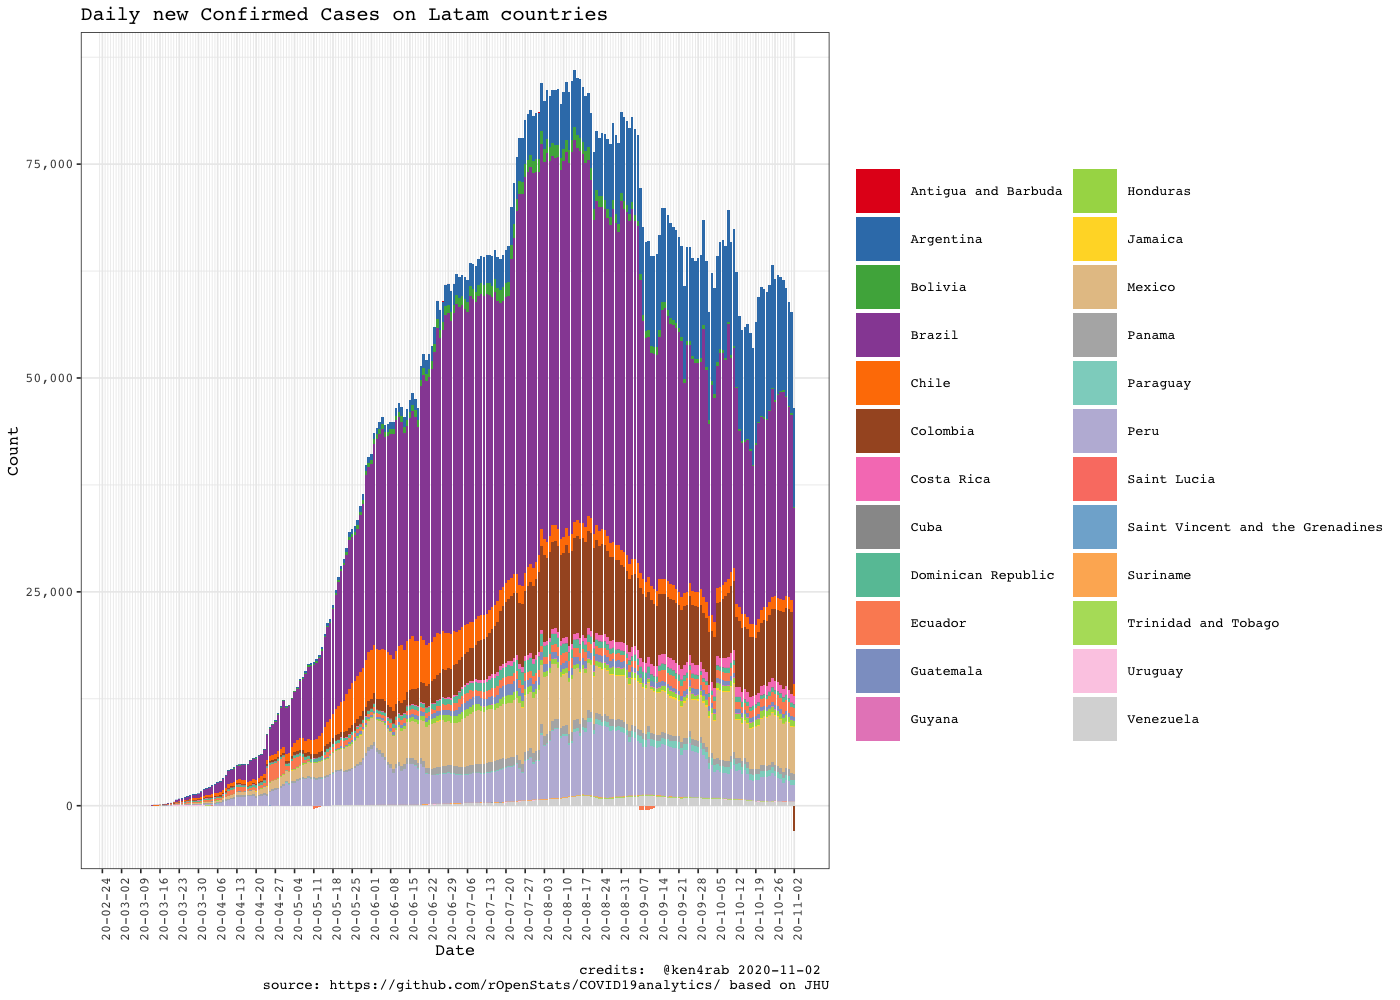 Daily new Confirmed Cases on Latam countries
Count
75,000
50,000
25,000
0
20-02-24
20-03-02
20-03-09
20-03-16
20-03-23
20-03-30
20-04-06
20-04-13
20-04-20
20-04-27
20-05-04
20-05-11
20-05-18
20-05-25
20-06-01
20-06-08
20-06-15
20-06-22
20-06-29
20-07-06
20-07-13
20-07-20
20-07-27
20-08-03
20-08-10
20-08-17
20-08-24
20-08-31
20-09-07
20-09-14
20-09-21
20-09-28
20-10-05
20-10-12
20-10-19
20-10-26
20-11-02
Date
Antigua and Barbuda
Argentina
Bolivia
Brazil
Chile
Colombia
Costa Rica
Cuba
Dominican Republic
Ecuador
Guatemala
Guyana
Honduras
Jamaica
Mexico
Panama
Paraguay
Peru
Saint Lucia
Saint Vincent and the Grenadines
Suriname
Trinidad and Tobago
Uruguay
Venezuela
credits: @ken4rab 2020-11-02
source: https://github.com/rOpenStats/COVID19analytics/ based on JHU